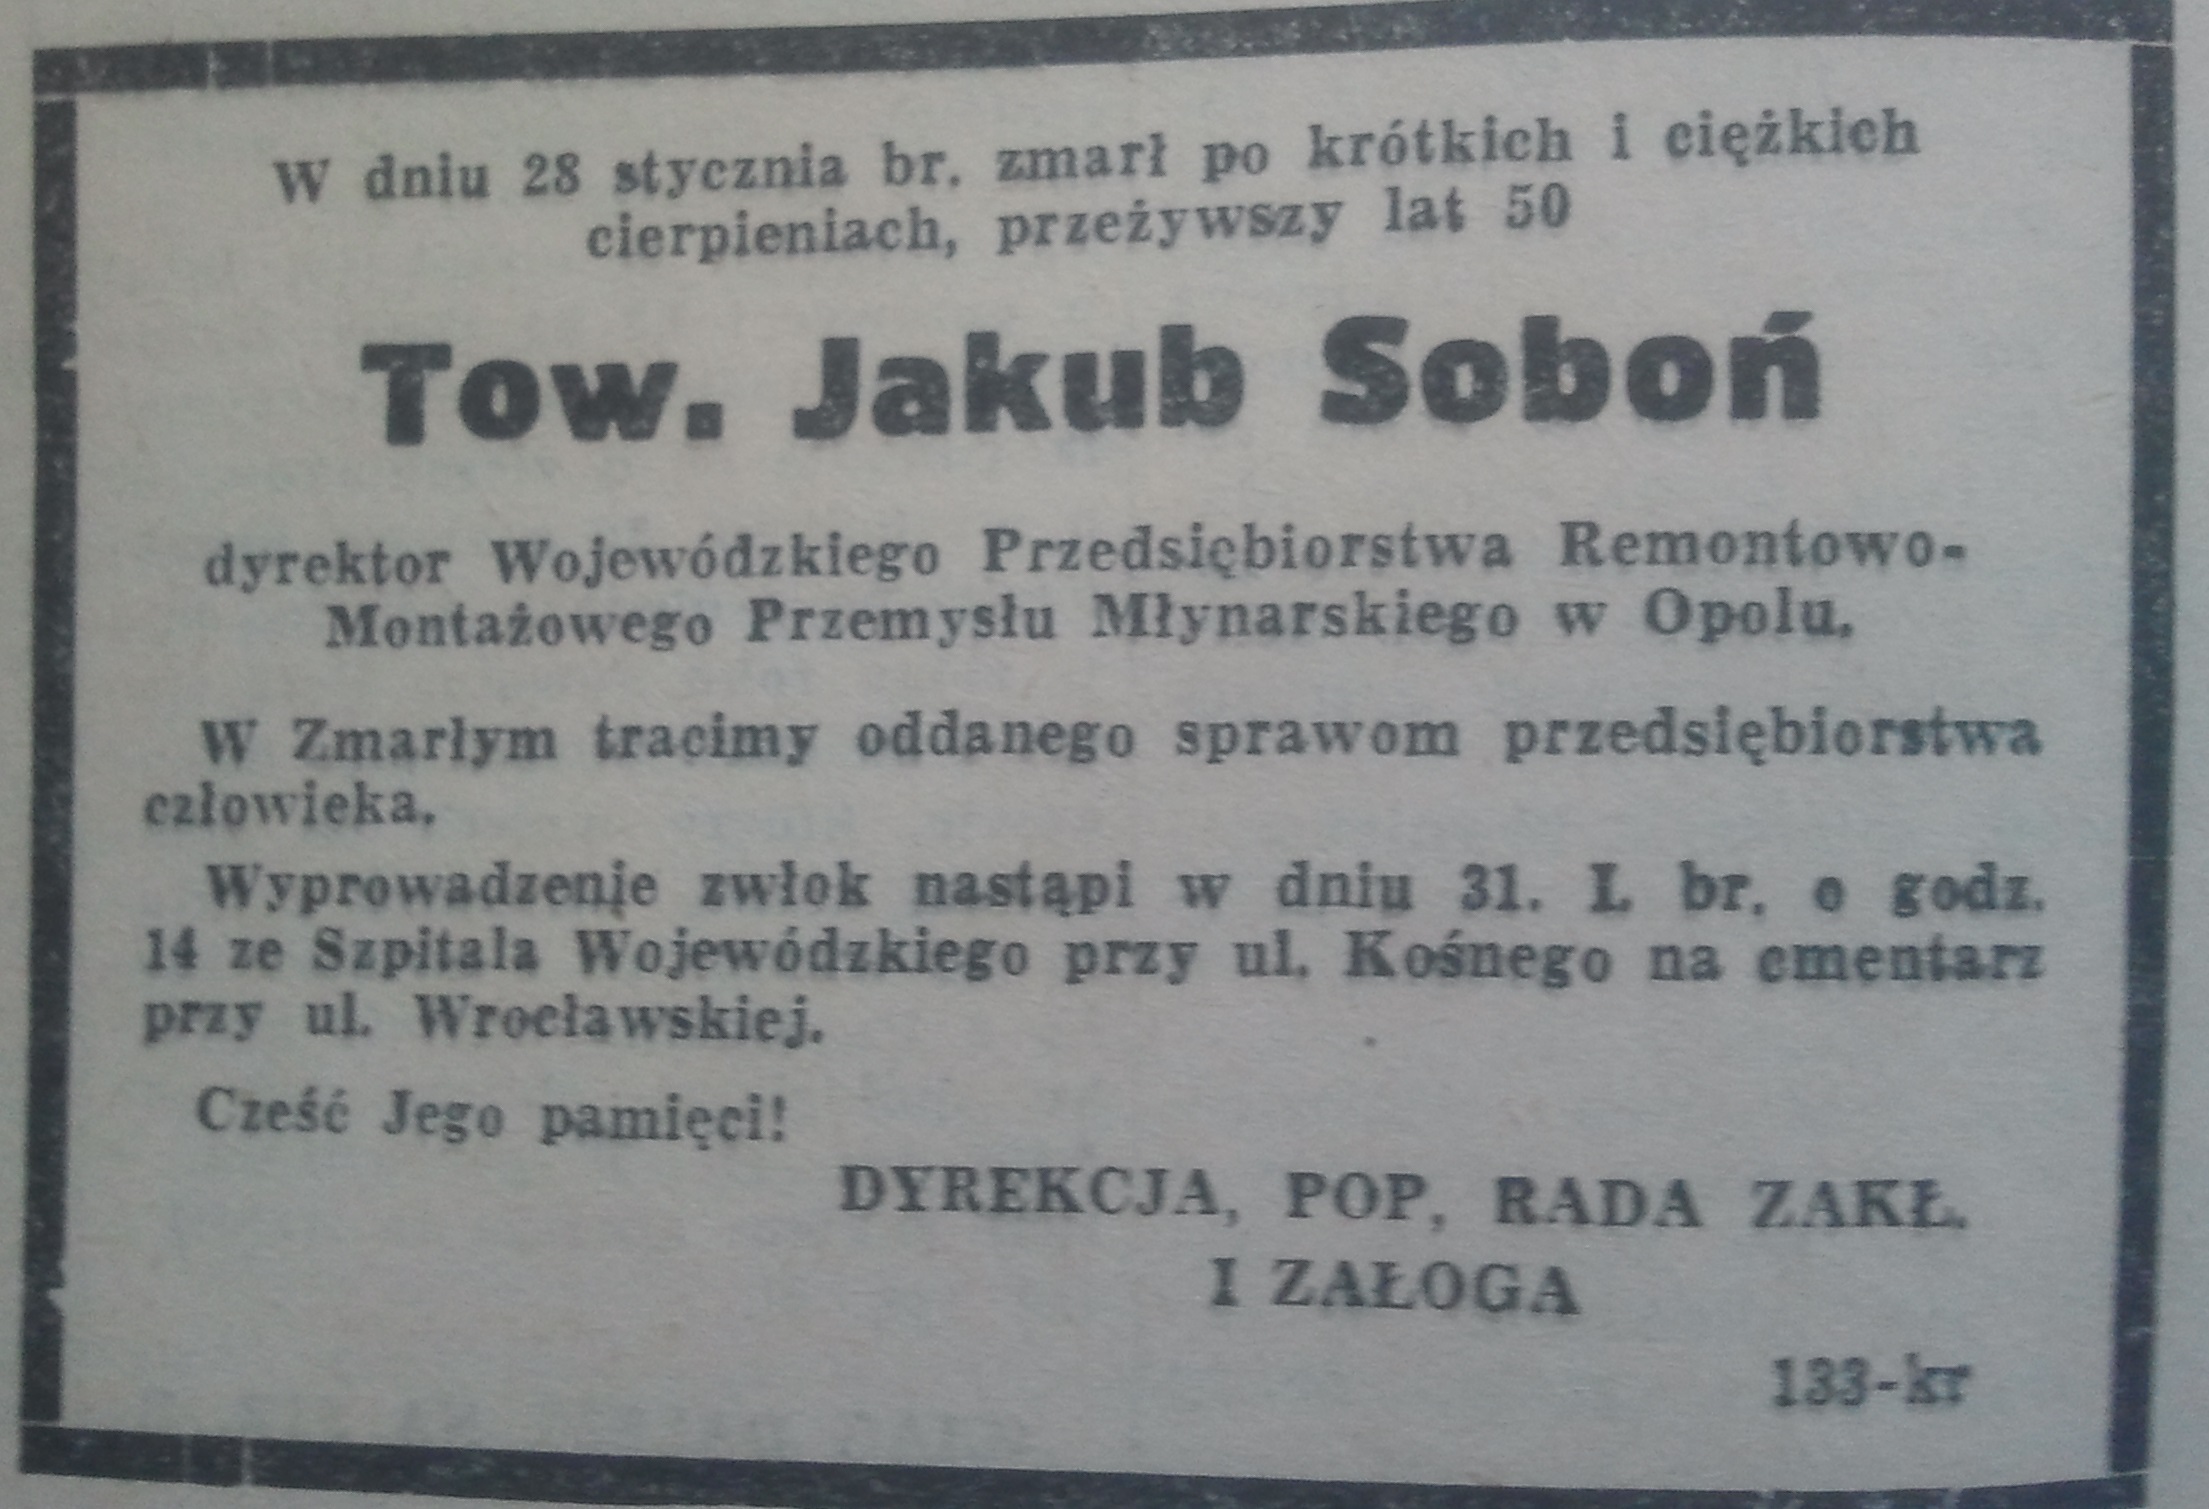 W dniu 28 stycznia br. zmarł po krótkich i ciężkich
cierpieniach, przeżywszy lat 50
Tow. Jakub Soboń
dyrektor Wojewódzkiego Przedsiębiorstwa Remontowo-
Montażowego Przemysłu Młynarskiego w Opolu.
W Zmarłym tracimy oddanego sprawom przedsiębiorstwa
człowieka.
Wyprowadzenie zwłok nastąpi w dniu 31. I. br. o godz.
14 ze Szpitala Wojewódzkiego przy ul. Kośnego na cmentarz
przy ul. Wrocławskiej.
Cześć Jego pamięci!
DYREKCJA, POP, RADA ZAKŁ.
I ZAŁOGA
133-kr